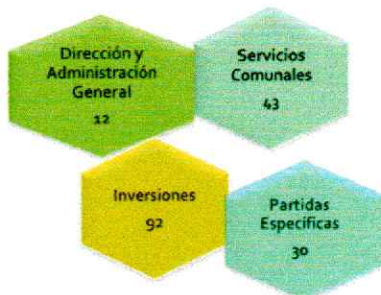 Dirección y
Administración
General
12
Servicios
Comunales
43
Inversiones
92
Partidas
Específicas
30